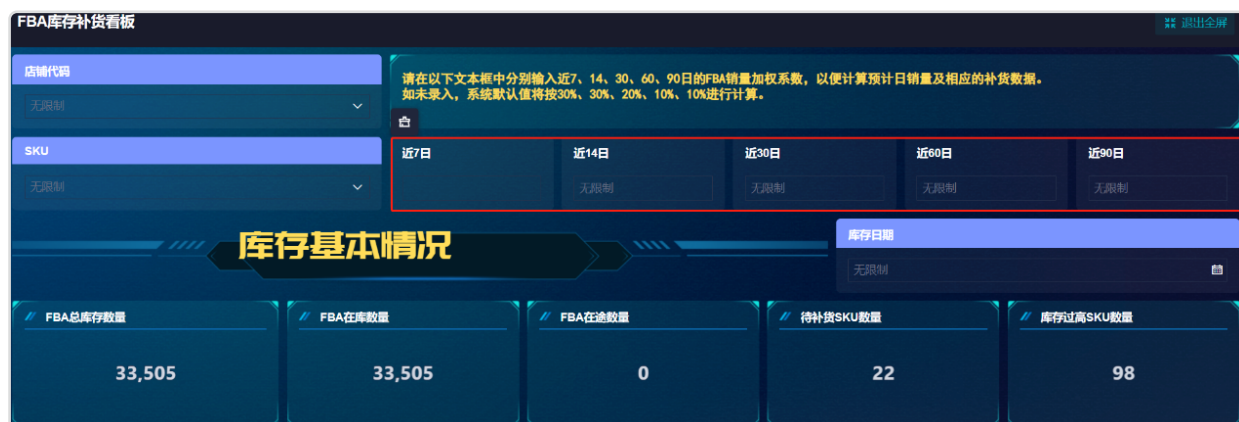 FBA库存补货看板
退出全屏
店铺代码
无限制
请在以下文本框中分别输入近7、14、30、60、90日的FBA销量加权系数，以便计算预计日销量及相应的补货数据。
如未录入，系统默认值将按30%、30%、20%、10%、10%进行计算。
SKU
无限制
近7日
近14日
无限制
近30日
无限制
近60日
无限制
近90日
无限制
库存基本情况
库存日期
无限制
FBA总库存数量
33,505
FBA在库数量
33,505
FBA在途数量
0
待补货SKU数量
22
库存过高SKU数量
98